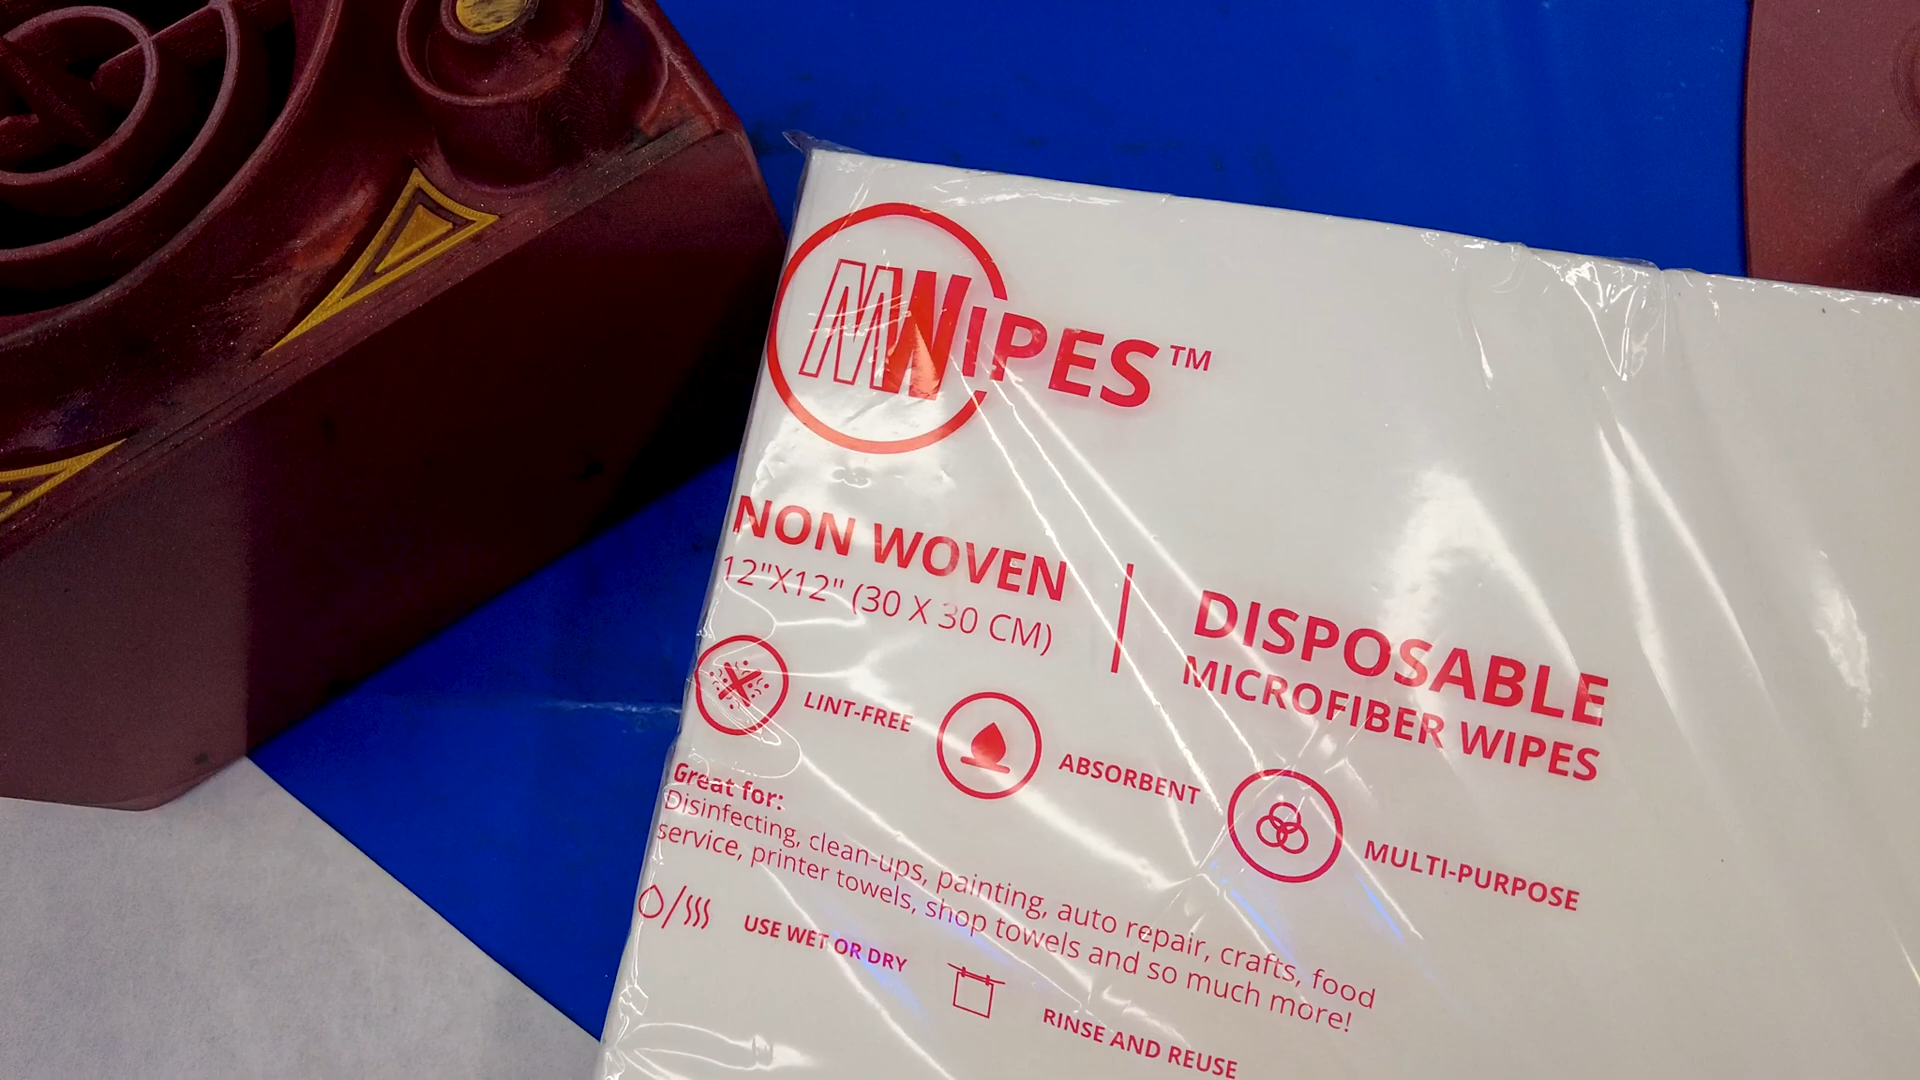 MWIPES™
NON WOVEN
12"X12" (30 X 30 CM)
DISPOSABLE
MICROFIBER WIPES
LINT-FREE
ABSORBENT
MULTI-PURPOSE
Great for:
Disinfecting, clean-ups, painting, auto repair, crafts, food
service, printer towels, shop towels and so much more!
USE WET OR DRY
RINSE AND REUSE